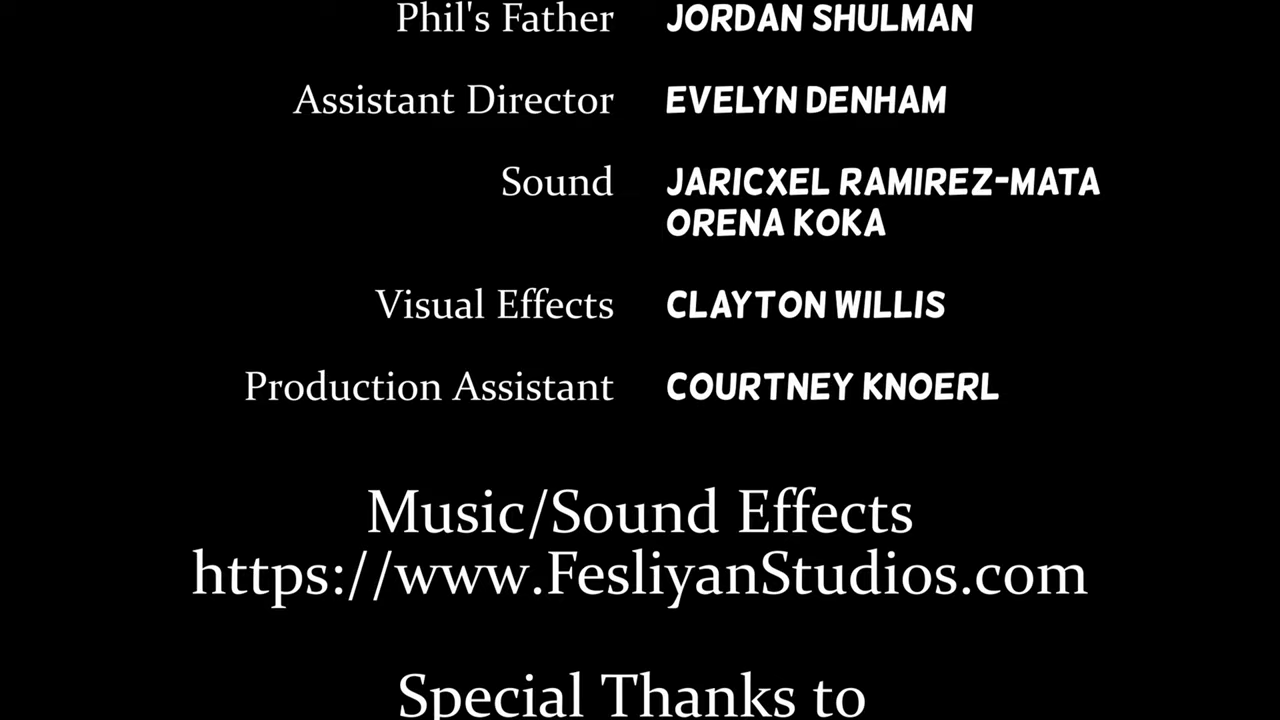 Phil's Father JORDAN SHULMAN
Assistant Director EVELYN DENHAM
Sound JARICXEL RAMIREZ-MATA
ORENA KOKA
Visual Effects CLAYTON WILLIS
Production Assistant COURTNEY KNOERL
Music/Sound Effects
https://www.FesliyanStudios.com
Special Thanks to